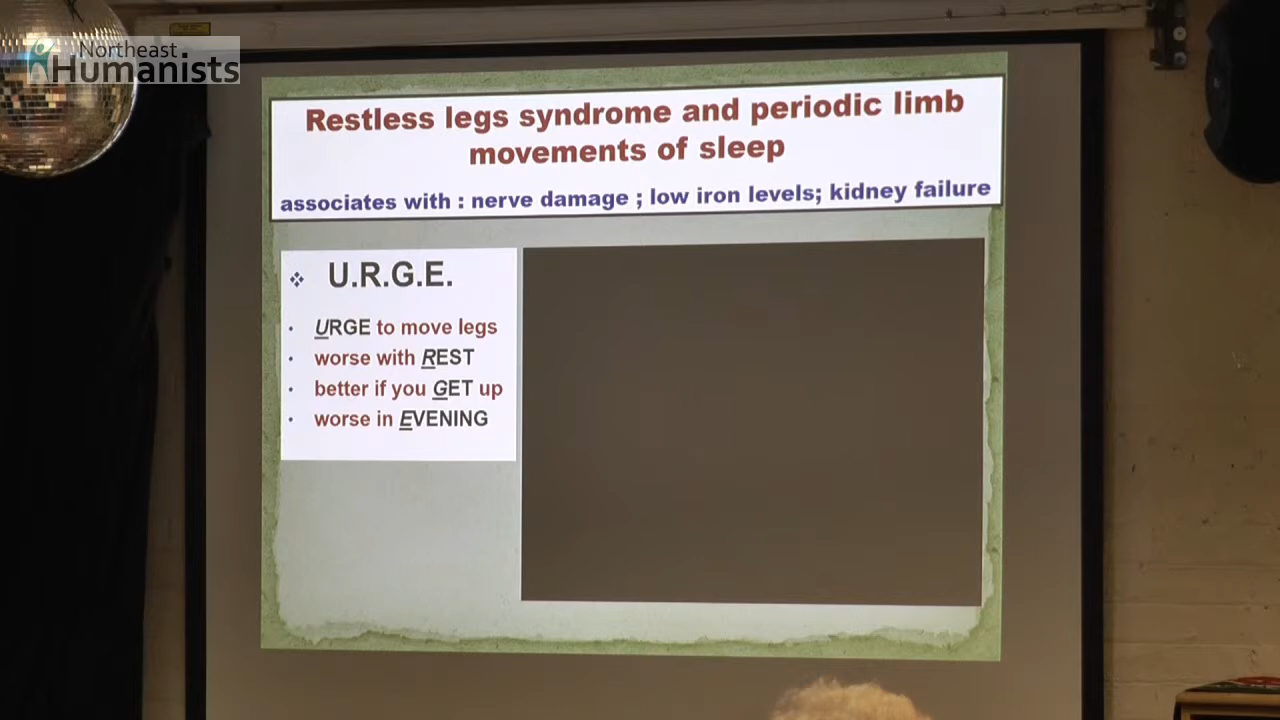 Northeast
Humanists
Restless legs syndrome and periodic limb
movements of sleep
associates with : nerve damage ; low iron levels; kidney failure
❖ U.R.G.E.
• URGE to move legs
• worse with REST
• better if you GET up
• worse in EVENING